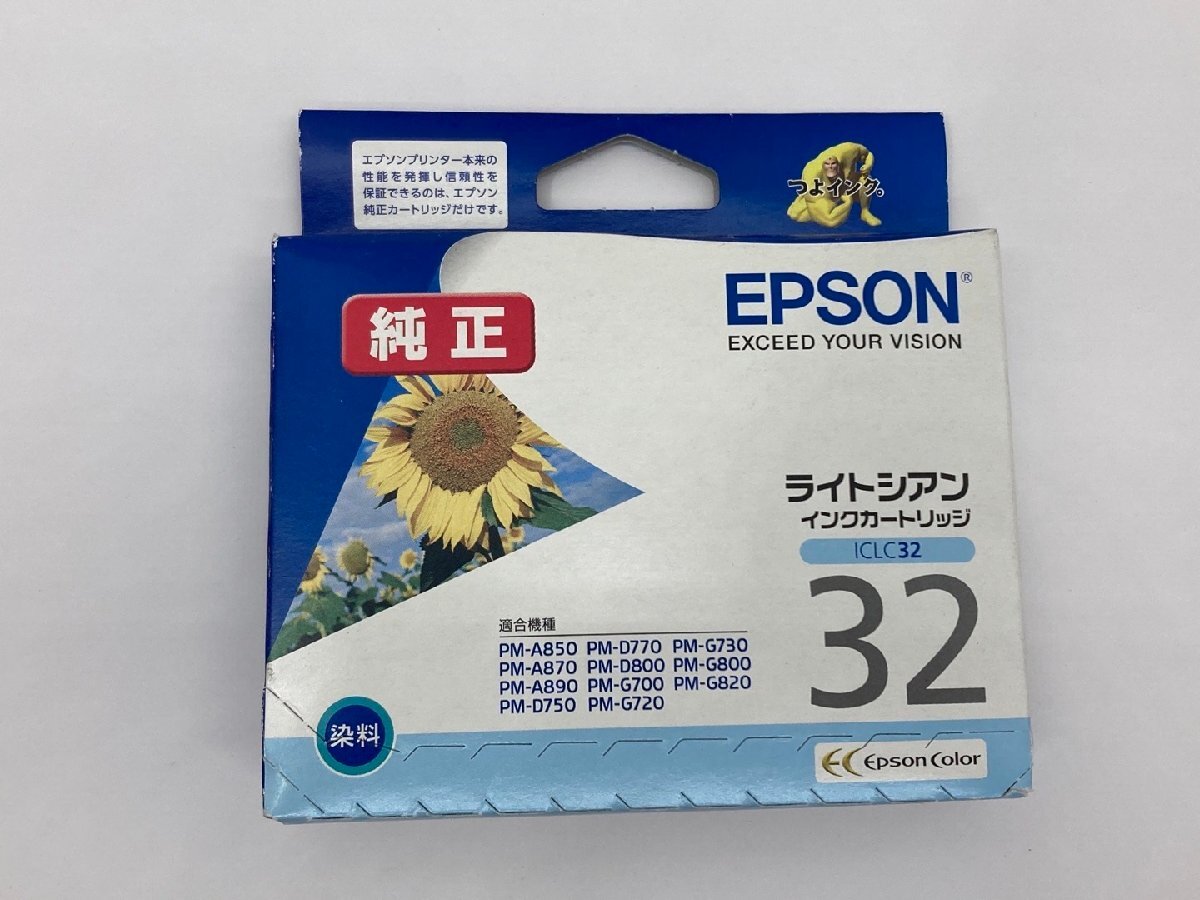 エプソンプリンター本来の
性能を発揮し信頼性を
保証できるのは、エプソン
純正カートリッジだけです。
つよインク。
純正
EPSON®
EXCEED YOUR VISION
ライトシアン
インクカートリッジ
ICLC32
32
適合機種
PM-A850 PM-D770 PM-G730
PM-A870 PM-D800 PM-G800
PM-A890 PM-G700 PM-G820
PM-D750 PM-G720
染料
EC Epson Color